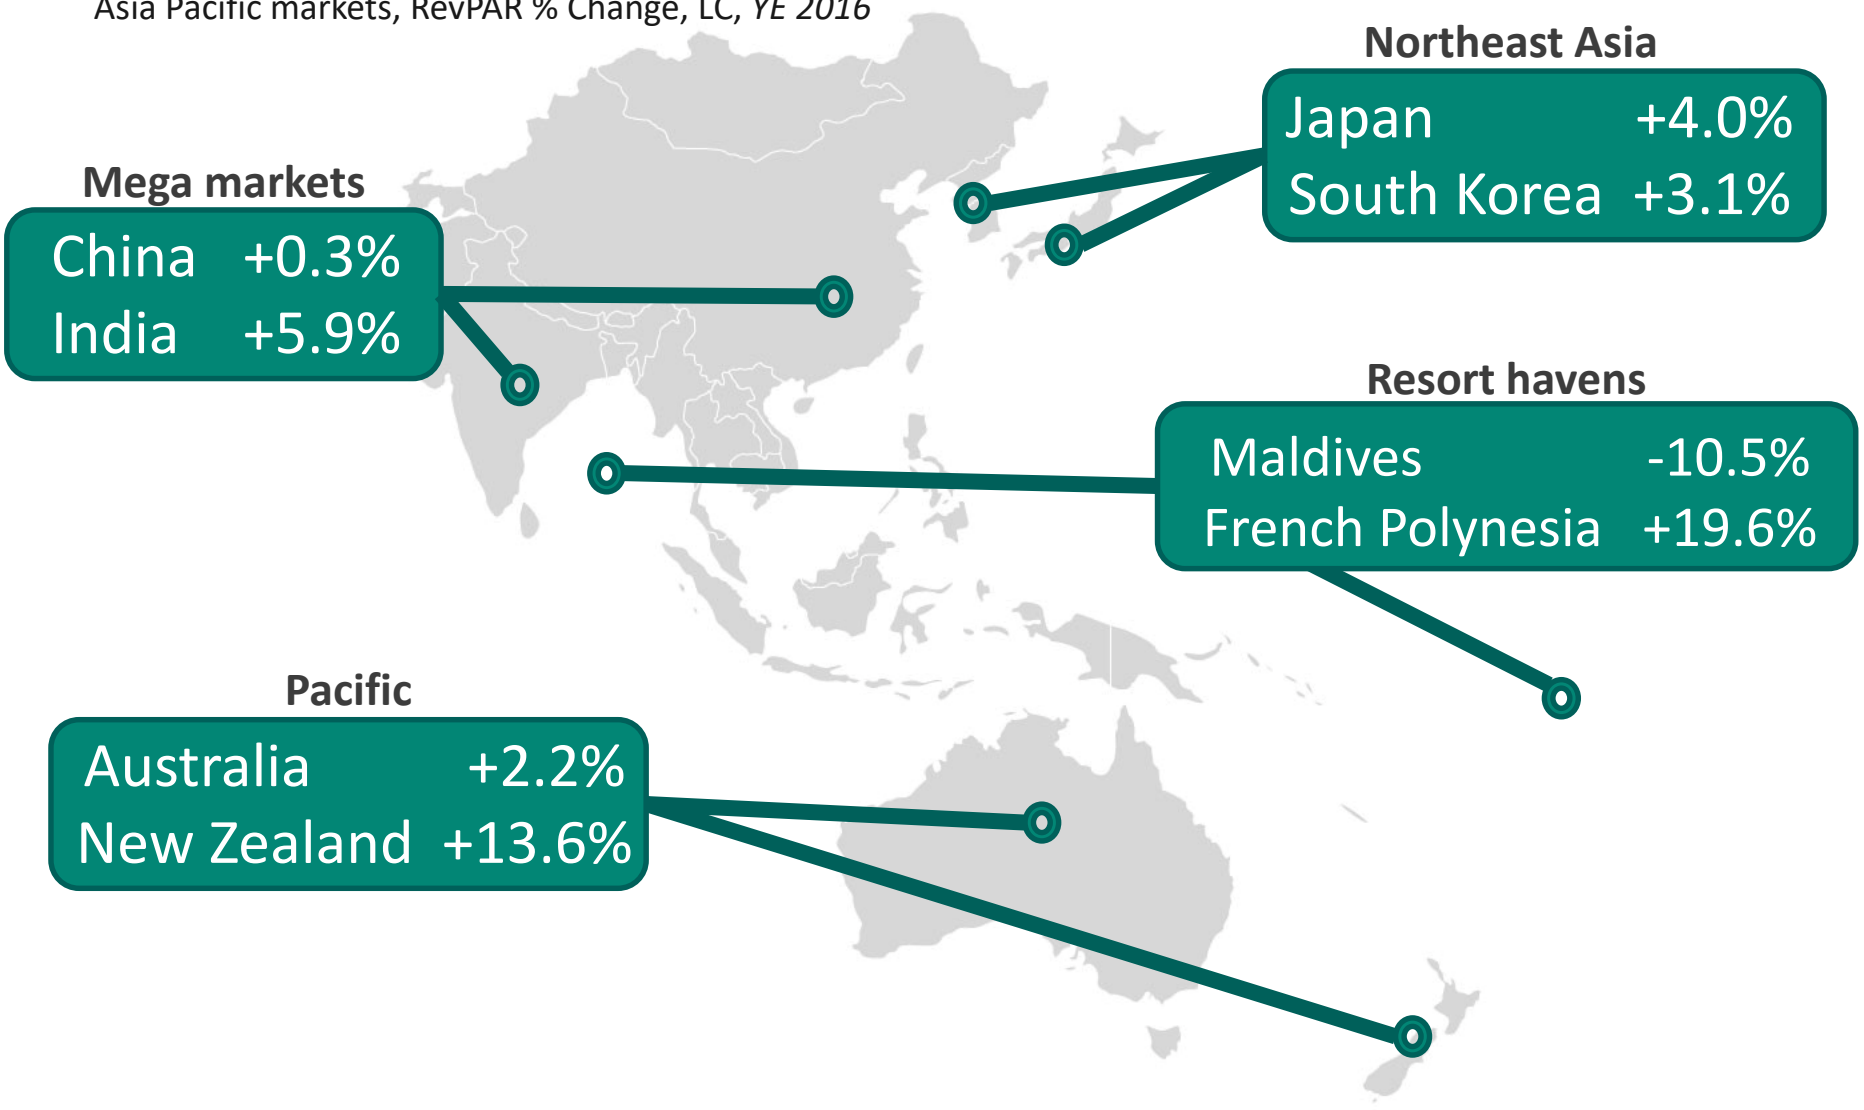 Asia Pacific markets, RevPAR % Change, LC, YE 2016
Northeast Asia
Japan +4.0%
South Korea +3.1%
Mega markets
China +0.3%
India +5.9%
Resort havens
Maldives -10.5%
French Polynesia +19.6%
Pacific
Australia +2.2%
New Zealand +13.6%